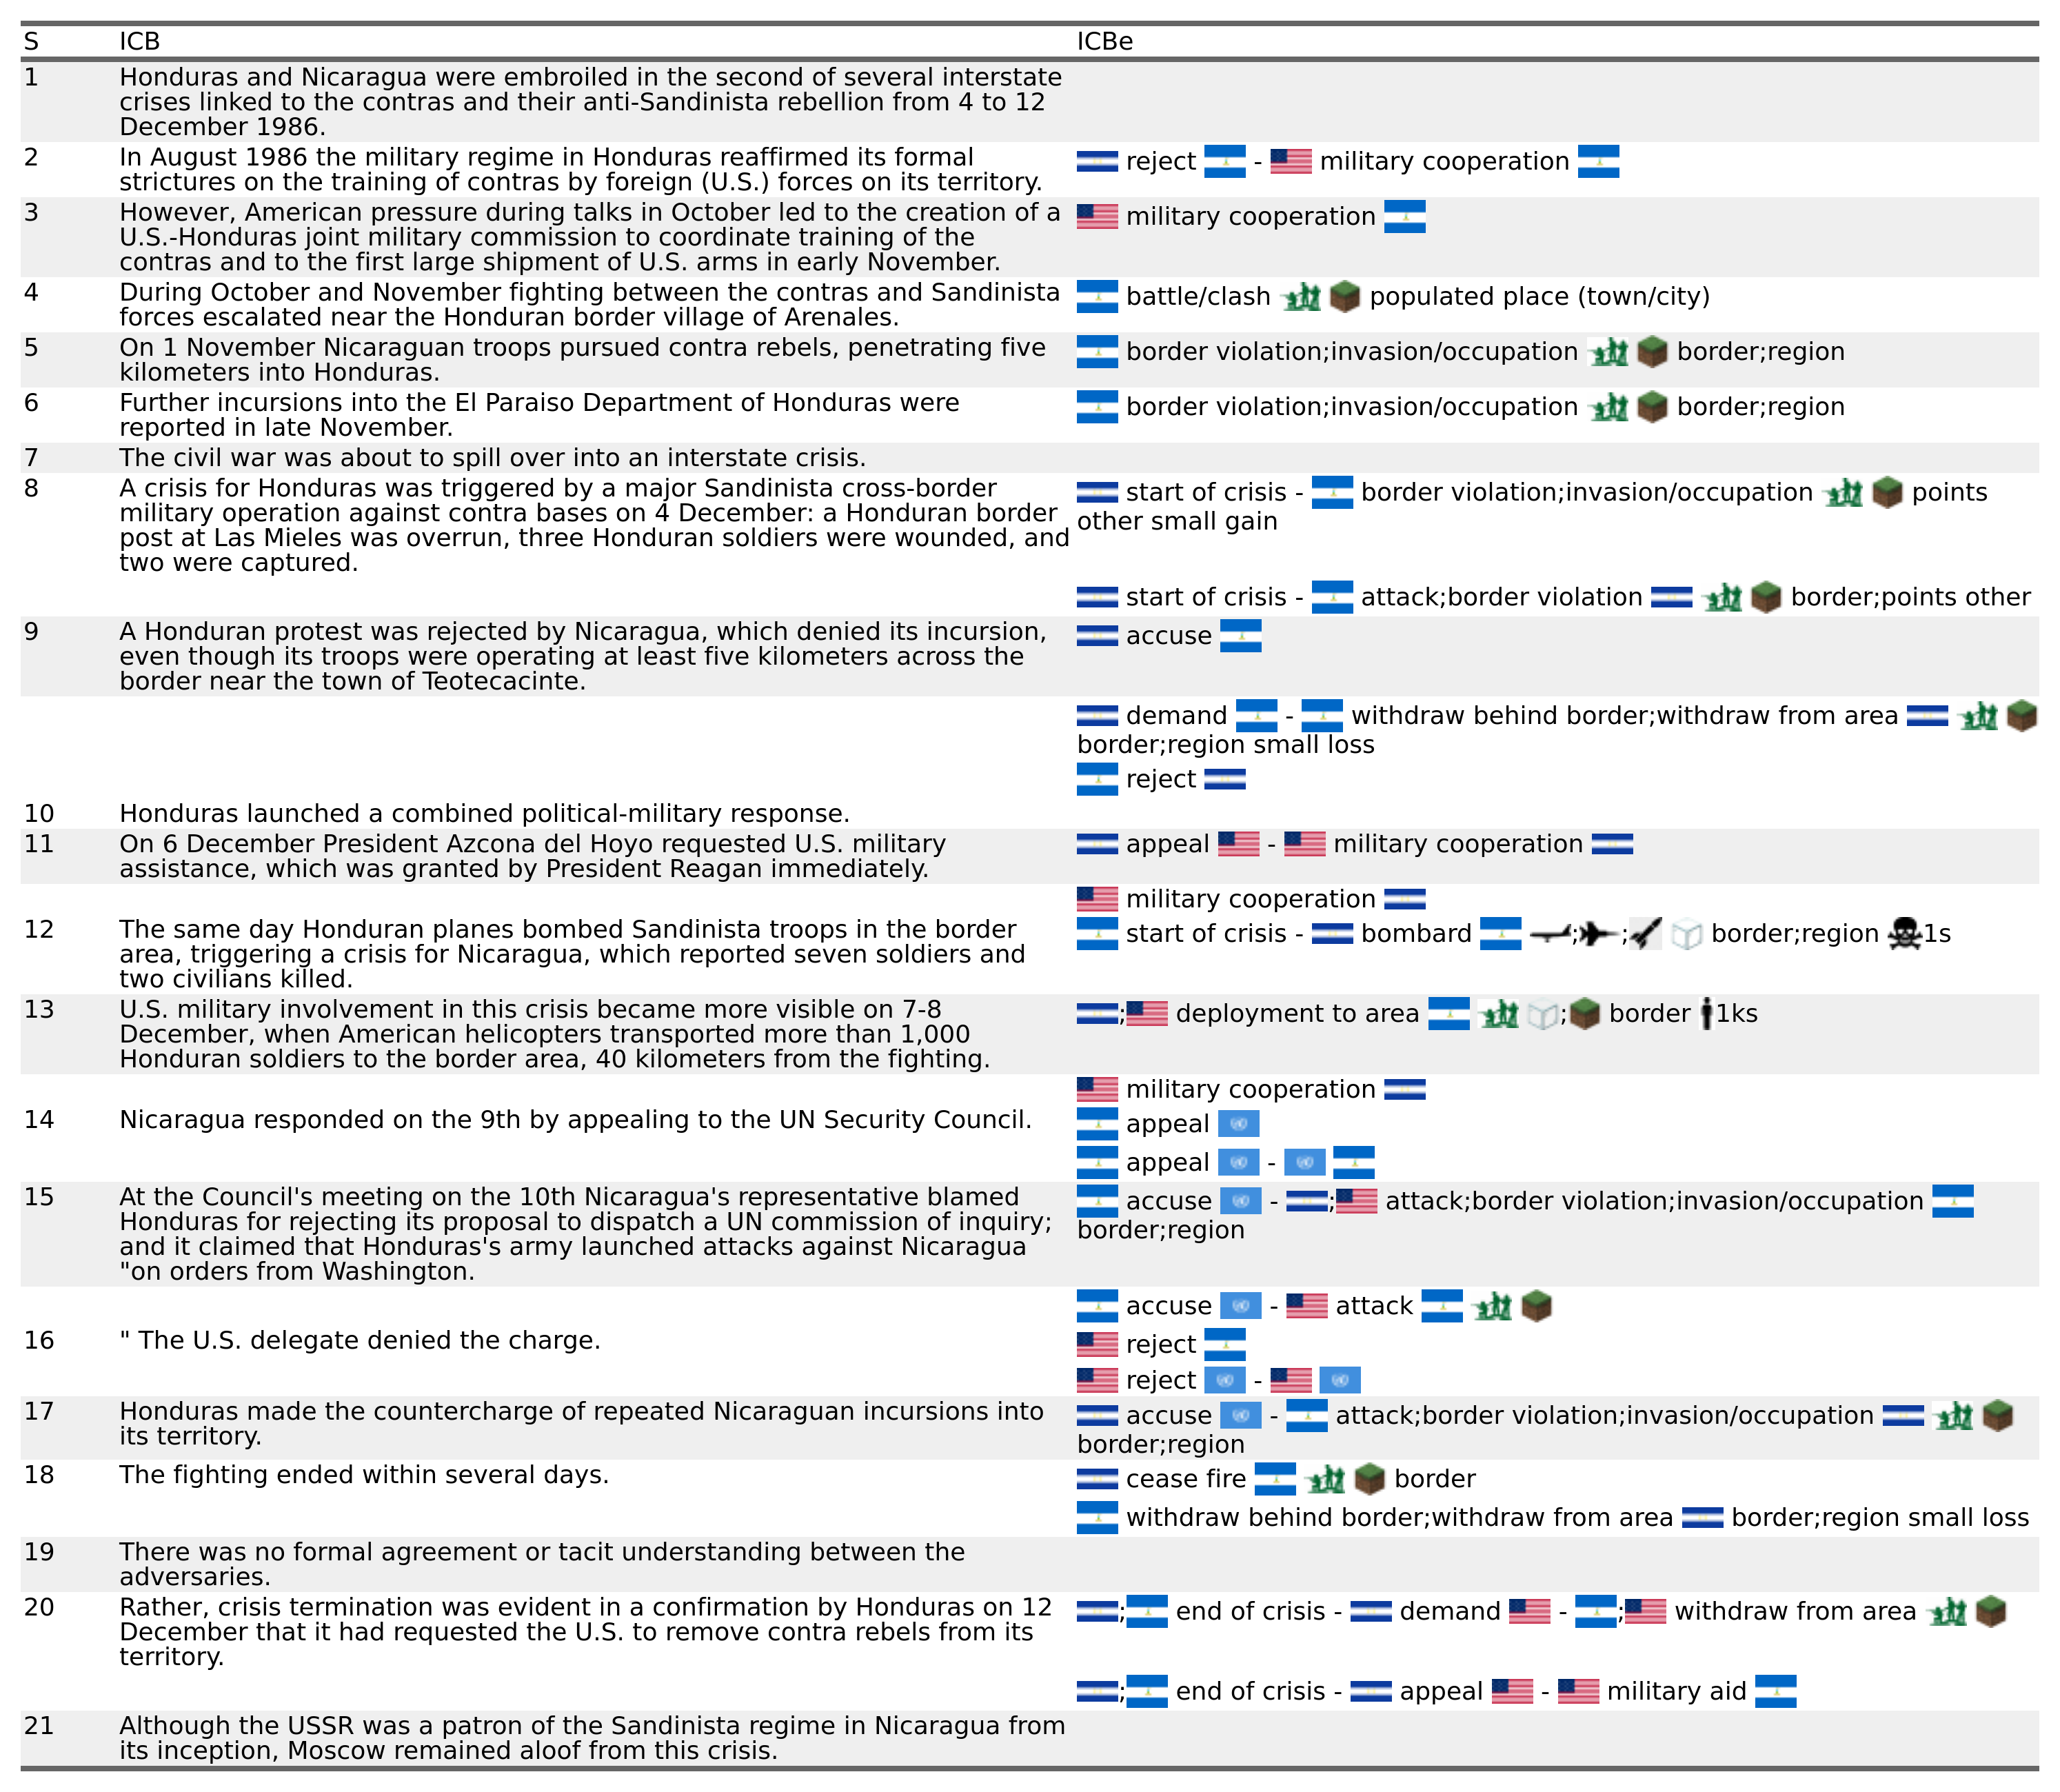 S ICB ICBe
1 Honduras and Nicaragua were embroiled in the second of several interstate
crises linked to the contras and their anti-Sandinista rebellion from 4 to 12
December 1986.
2 In August 1986 the military regime in Honduras reaffirmed its formal reject - military cooperation
strictures on the training of contras by foreign (U.S.) forces on its territory.
3 However, American pressure during talks in October led to the creation of a military cooperation
U.S.-Honduras joint military commission to coordinate training of the
contras and to the first large shipment of U.S. arms in early November.
4 During October and November fighting between the contras and Sandinista battle/clash populated place (town/city)
forces escalated near the Honduran border village of Arenales.
5 On 1 November Nicaraguan troops pursued contra rebels, penetrating five border violation;invasion/occupation border;region
kilometers into Honduras.
6 Further incursions into the El Paraiso Department of Honduras were border violation;invasion/occupation border;region
reported in late November.
7 The civil war was about to spill over into an interstate crisis.
8 A crisis for Honduras was triggered by a major Sandinista cross-border start of crisis - border violation;invasion/occupation points
military operation against contra bases on 4 December: a Honduran border other small gain
post at Las Mieles was overrun, three Honduran soldiers were wounded, and
two were captured.
start of crisis - attack;border violation border;points other
9 A Honduran protest was rejected by Nicaragua, which denied its incursion, accuse
even though its troops were operating at least five kilometers across the
border near the town of Teotecacinte.
demand - withdraw behind border;withdraw from area
border;region small loss
reject
10 Honduras launched a combined political-military response.
11 On 6 December President Azcona del Hoyo requested U.S. military appeal - military cooperation
assistance, which was granted by President Reagan immediately.
military cooperation
12 The same day Honduran planes bombed Sandinista troops in the border start of crisis - bombard ; ; border;region 1s
area, triggering a crisis for Nicaragua, which reported seven soldiers and
two civilians killed.
13 U.S. military involvement in this crisis became more visible on 7-8 ; deployment to area ; border 1ks
December, when American helicopters transported more than 1,000
Honduran soldiers to the border area, 40 kilometers from the fighting.
military cooperation
14 Nicaragua responded on the 9th by appealing to the UN Security Council. appeal
appeal -
15 At the Council's meeting on the 10th Nicaragua's representative blamed accuse - ; attack;border violation;invasion/occupation
Honduras for rejecting its proposal to dispatch a UN commission of inquiry; border;region
and it claimed that Honduras's army launched attacks against Nicaragua
"on orders from Washington.
accuse - attack
16 " The U.S. delegate denied the charge. reject
reject -
17 Honduras made the countercharge of repeated Nicaraguan incursions into accuse - attack;border violation;invasion/occupation
its territory. border;region
18 The fighting ended within several days. cease fire border
withdraw behind border;withdraw from area border;region small loss
19 There was no formal agreement or tacit understanding between the
adversaries.
20 Rather, crisis termination was evident in a confirmation by Honduras on 12 ; end of crisis - demand - ; withdraw from area
December that it had requested the U.S. to remove contra rebels from its
territory.
; end of crisis - appeal - military aid
21 Although the USSR was a patron of the Sandinista regime in Nicaragua from
its inception, Moscow remained aloof from this crisis.